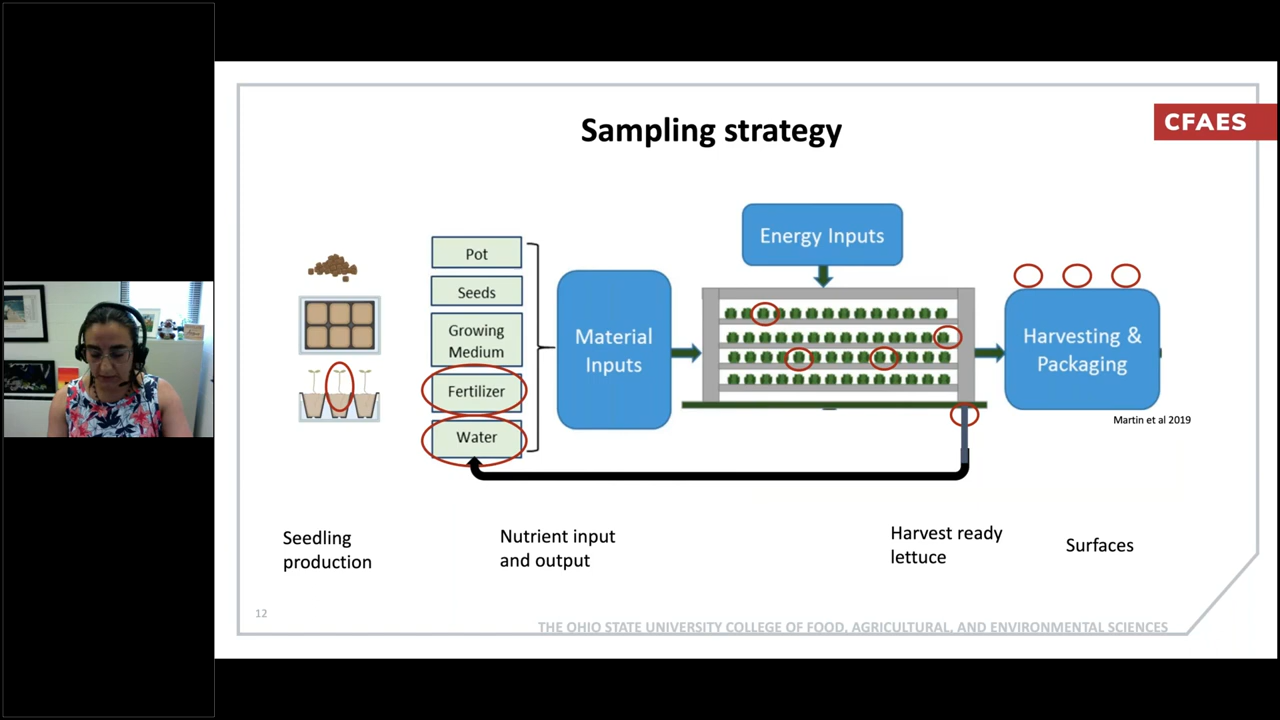 Sampling strategy
CFAES
Energy Inputs
Pot
Seeds
Growing
Medium
Fertilizer
Water
Material
Inputs
Harvesting &
Packaging
Martin et al 2019
Seedling
production
Nutrient input
and output
Harvest ready
lettuce
Surfaces
12
THE OHIO STATE UNIVERSITY COLLEGE OF FOOD, AGRICULTURAL, AND ENVIRONMENTAL SCIENCES